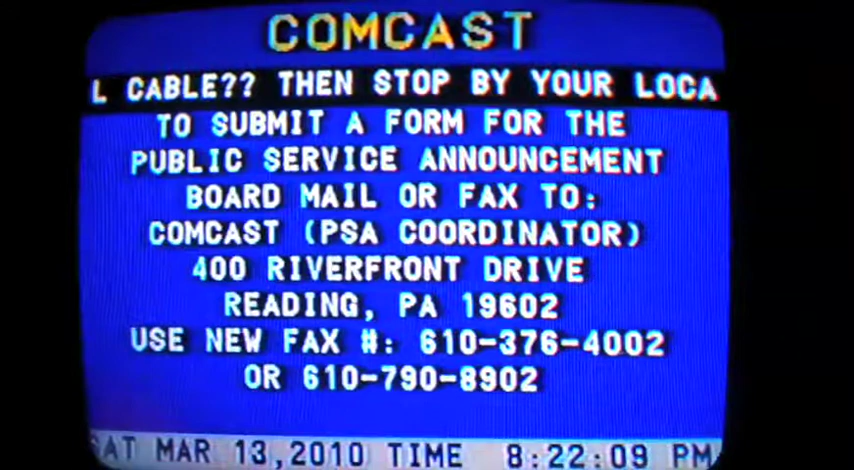 COMCAST
L CABLE?? THEN STOP BY YOUR LOCA
TO SUBMIT A FORM FOR THE
PUBLIC SERVICE ANNOUNCEMENT
BOARD MAIL OR FAX TO:
COMCAST (PSA COORDINATOR)
400 RIVERFRONT DRIVE
READING, PA 19602
USE NEW FAX #: 610-376-4002
OR 610-790-8902
SAT MAR 13,2010 TIME 8:22:09 PM